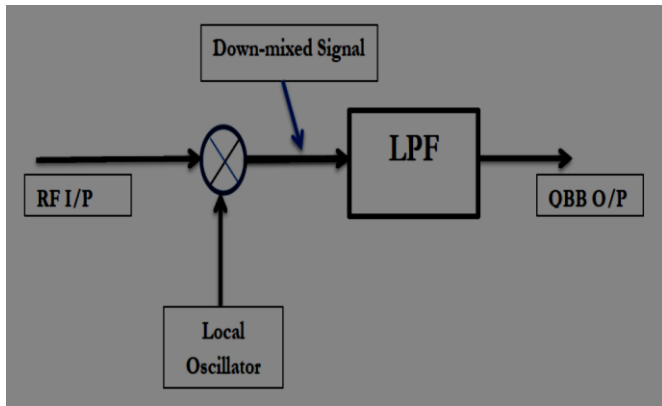 Down-mixed Signal
LPF
RF I/P
QBB O/P
Local
Oscillator